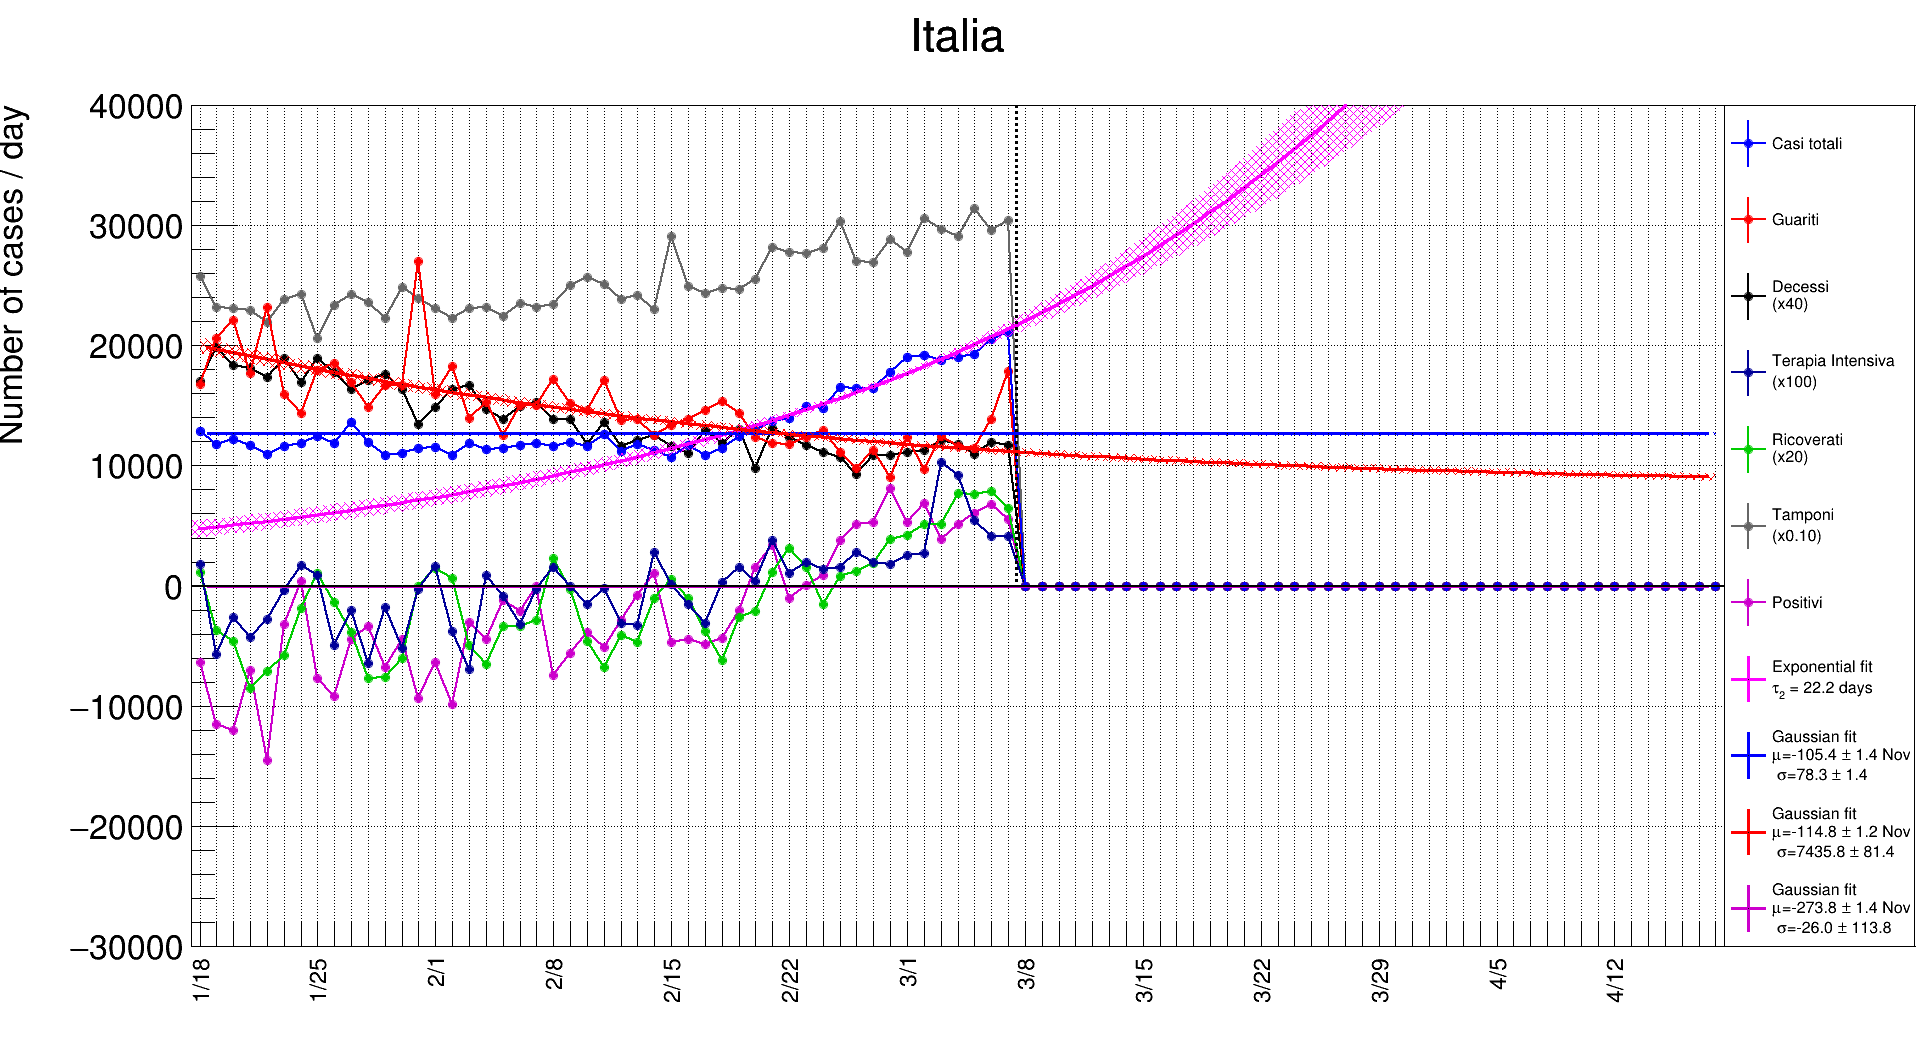 Italia
Number of cases / day
40000
30000
20000
10000
0
−10000
−20000
−30000
1/18
1/25
2/1
2/8
2/15
2/22
3/1
3/8
3/15
3/22
3/29
4/5
4/12
Casi totali
Guariti
Decessi
(x40)
Terapia Intensiva
(x100)
Ricoverati
(x20)
Tamponi
(x0.10)
Positivi
Exponential fit
τ2 = 22.2 days
Gaussian fit
μ=-105.4 ± 1.4 Nov
σ=78.3 ± 1.4
Gaussian fit
μ=-114.8 ± 1.2 Nov
σ=7435.8 ± 81.4
Gaussian fit
μ=-273.8 ± 1.4 Nov
σ=-26.0 ± 113.8